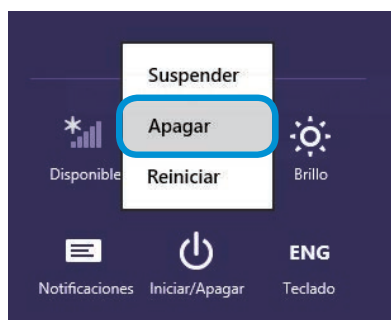 Suspender
Apagar
Reiniciar
Disponible
Brillo
ENG
Notificaciones
Iniciar/Apagar
Teclado